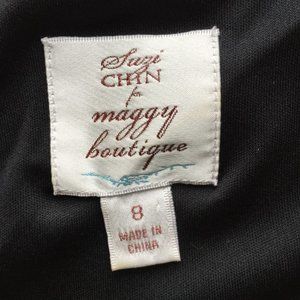 Suzi
CHIN
for
maggy
boutique
8
MADE IN
CHINA